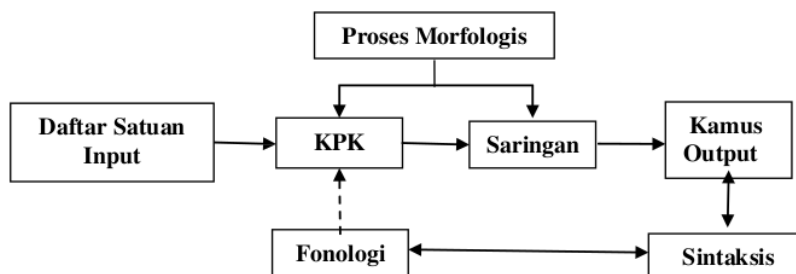 Proses Morfologis
Daftar Satuan
Input
KPK
Saringan
Kamus
Output
Fonologi
Sintaksis